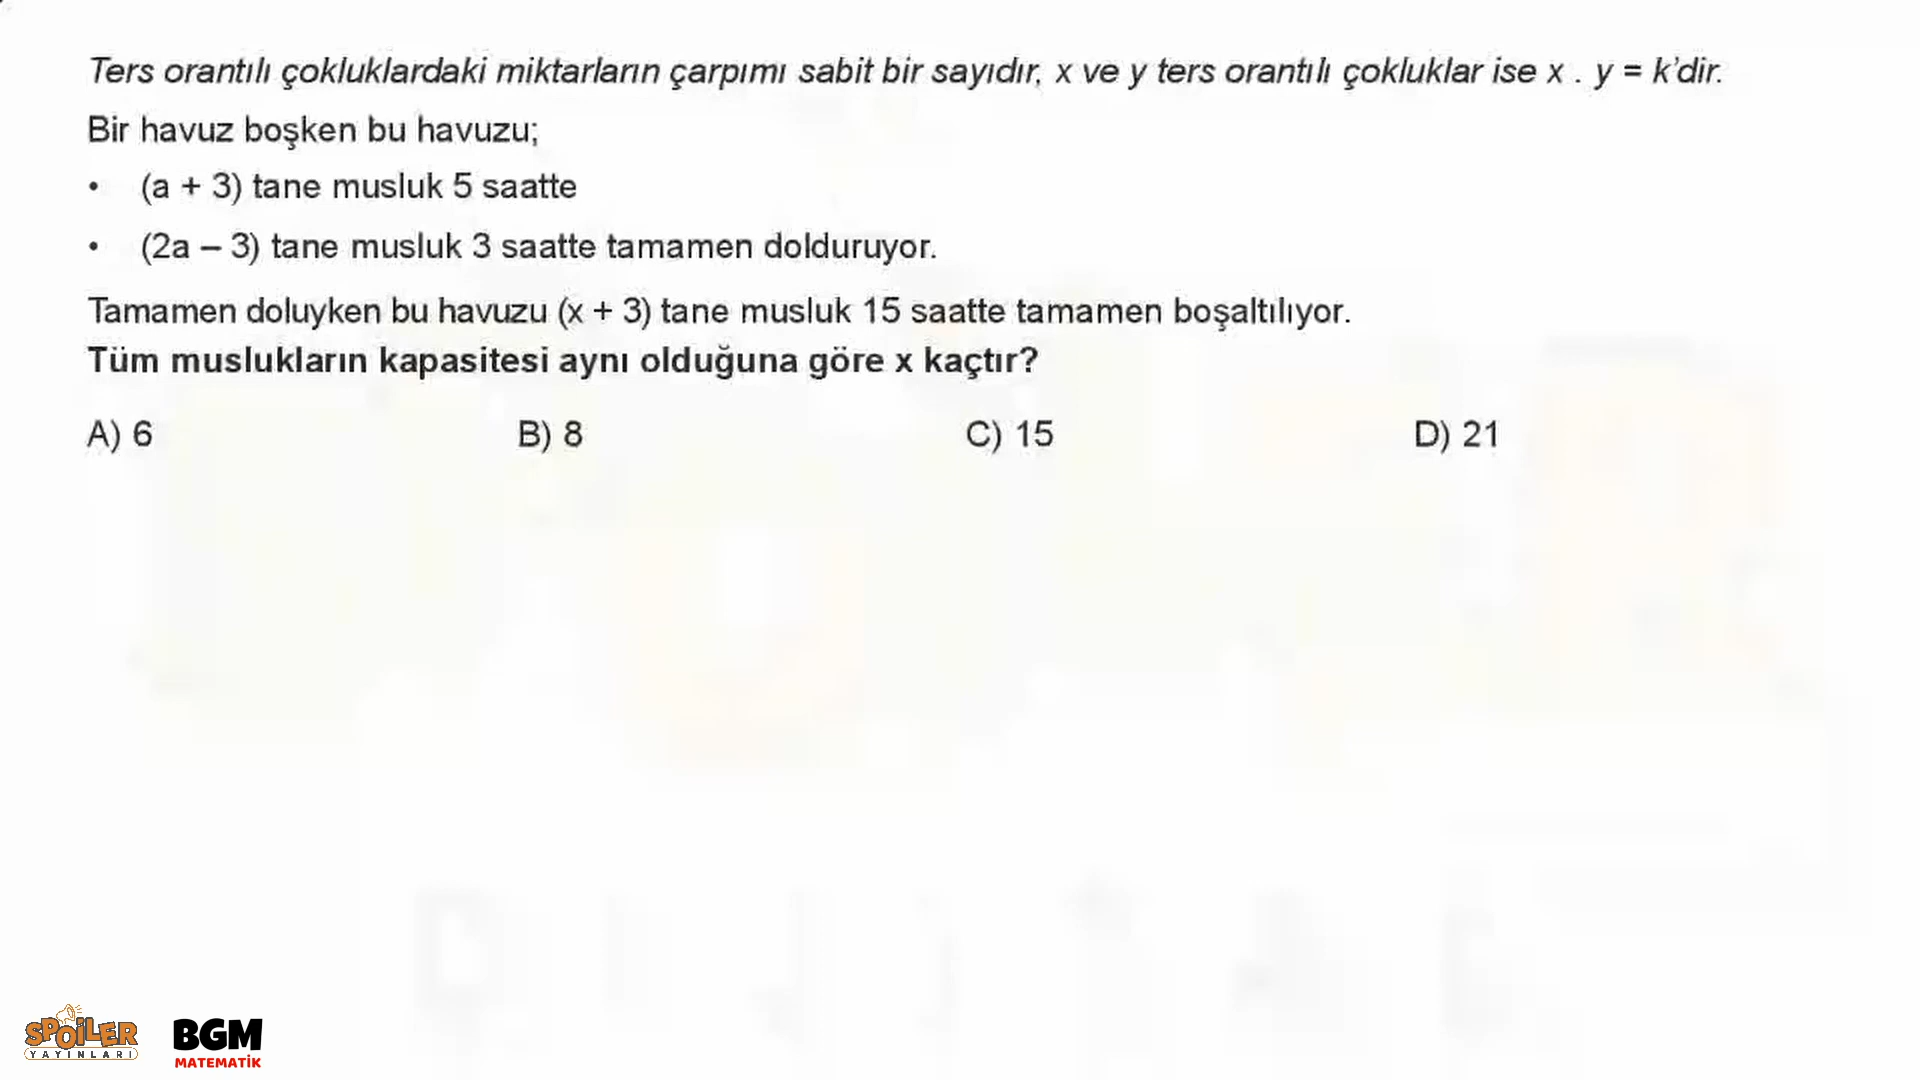 Ters orantılı çokluklardaki miktarların çarpımı sabit bir sayıdır, x ve y ters orantılı çokluklar ise x . y = k'dir.
Bir havuz boşken bu havuzu;
• (a + 3) tane musluk 5 saatte
• (2a – 3) tane musluk 3 saatte tamamen dolduruyor.
Tamamen doluyken bu havuzu (x + 3) tane musluk 15 saatte tamamen boşaltılıyor.
Tüm muslukların kapasitesi aynı olduğuna göre x kaçtır?
A) 6 B) 8 C) 15 D) 21
SPOİLER
YAYINLARI
BGM
MATEMATİK